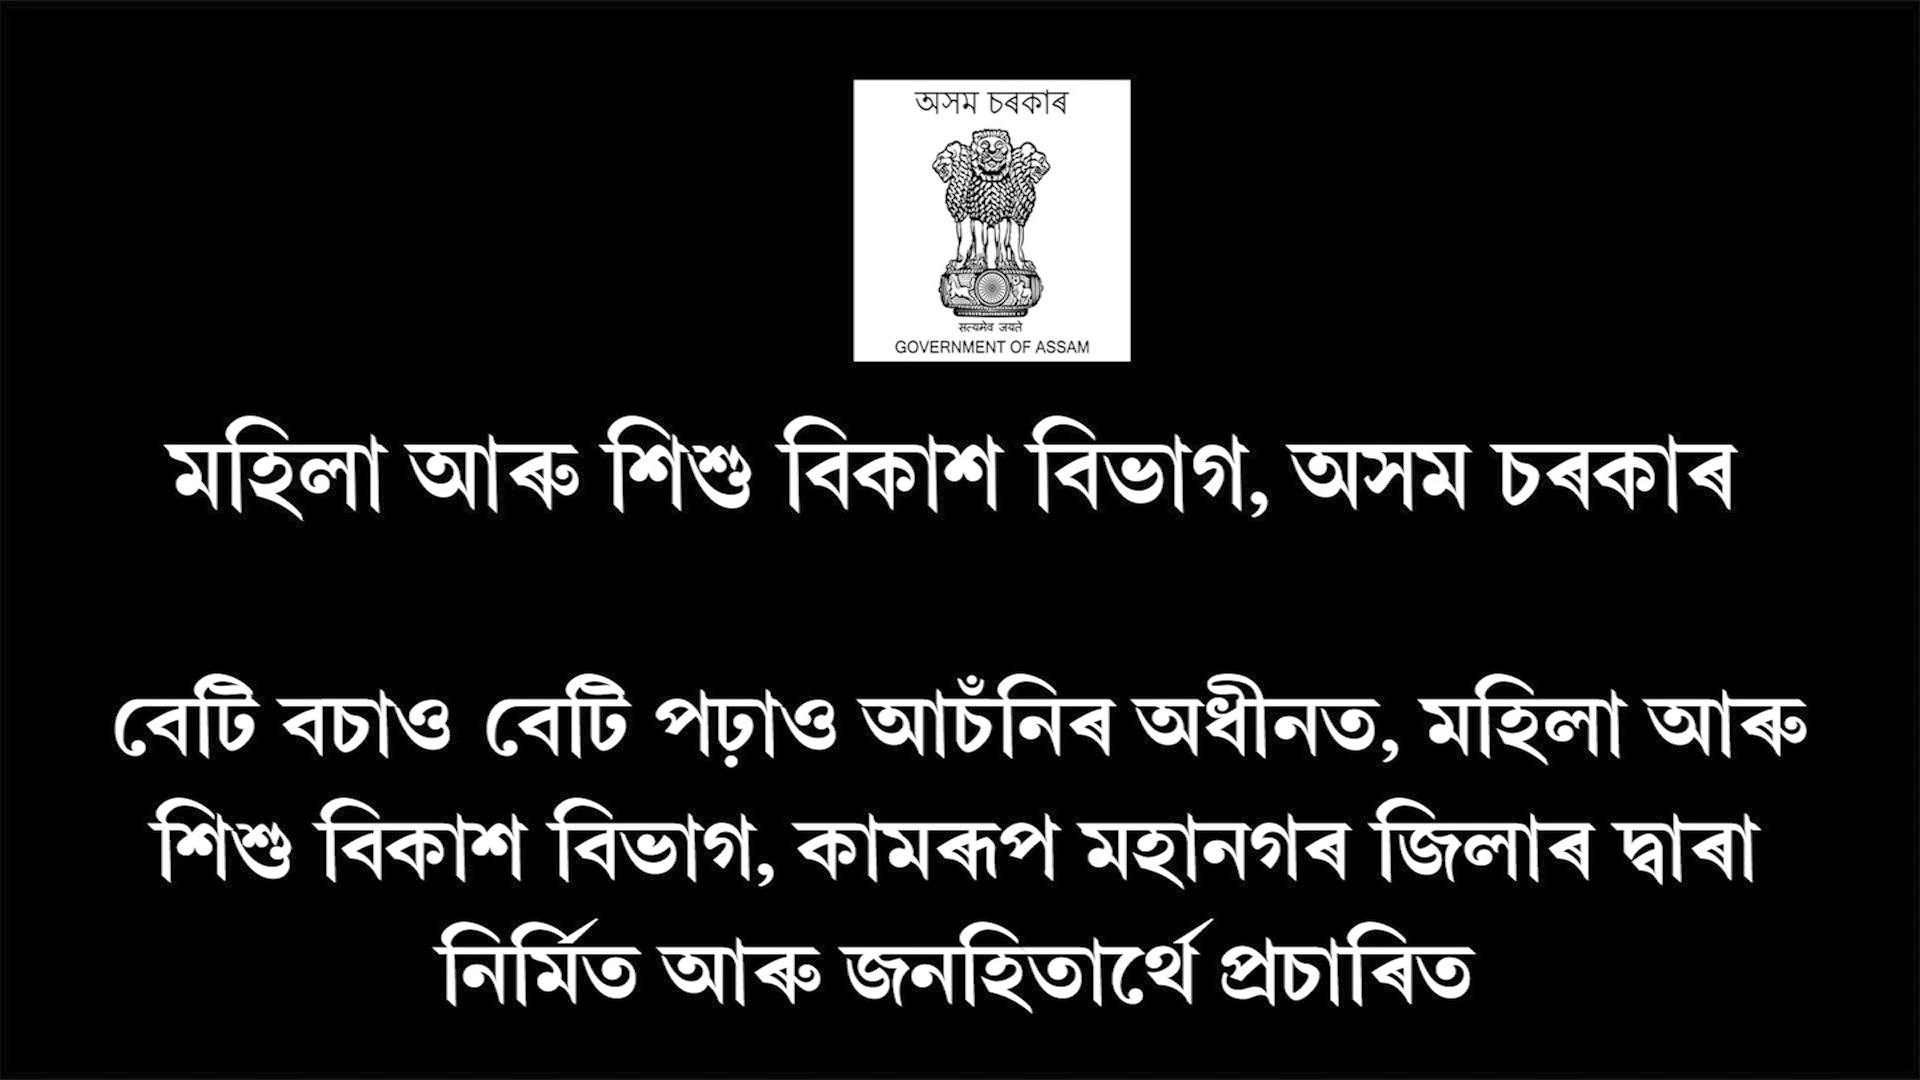 অসম চৰকাৰ
सत्यमेव जयते
GOVERNMENT OF ASSAM
মহিলা আৰু শিশু বিকাশ বিভাগ, অসম চৰকাৰ
বেটি বচাও বেটি পঢ়াও আচঁনিৰ অধীনত, মহিলা আৰু
শিশু বিকাশ বিভাগ, কামৰূপ মহানগৰ জিলাৰ দ্বাৰা
নিৰ্মিত আৰু জনহিতাৰ্থে প্ৰচাৰিত